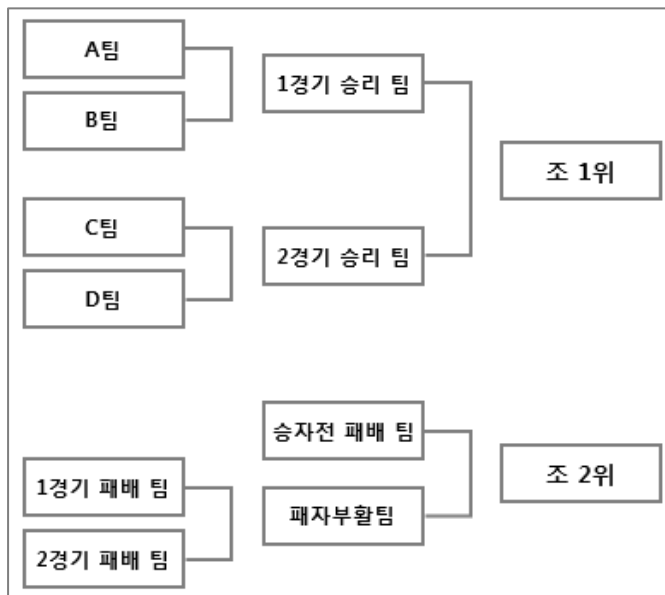 A팀
1경기 승리 팀
B팀
조 1위
C팀
2경기 승리 팀
D팀
승자전 패배 팀
조 2위
1경기 패배 팀
패자부활팀
2경기 패배 팀